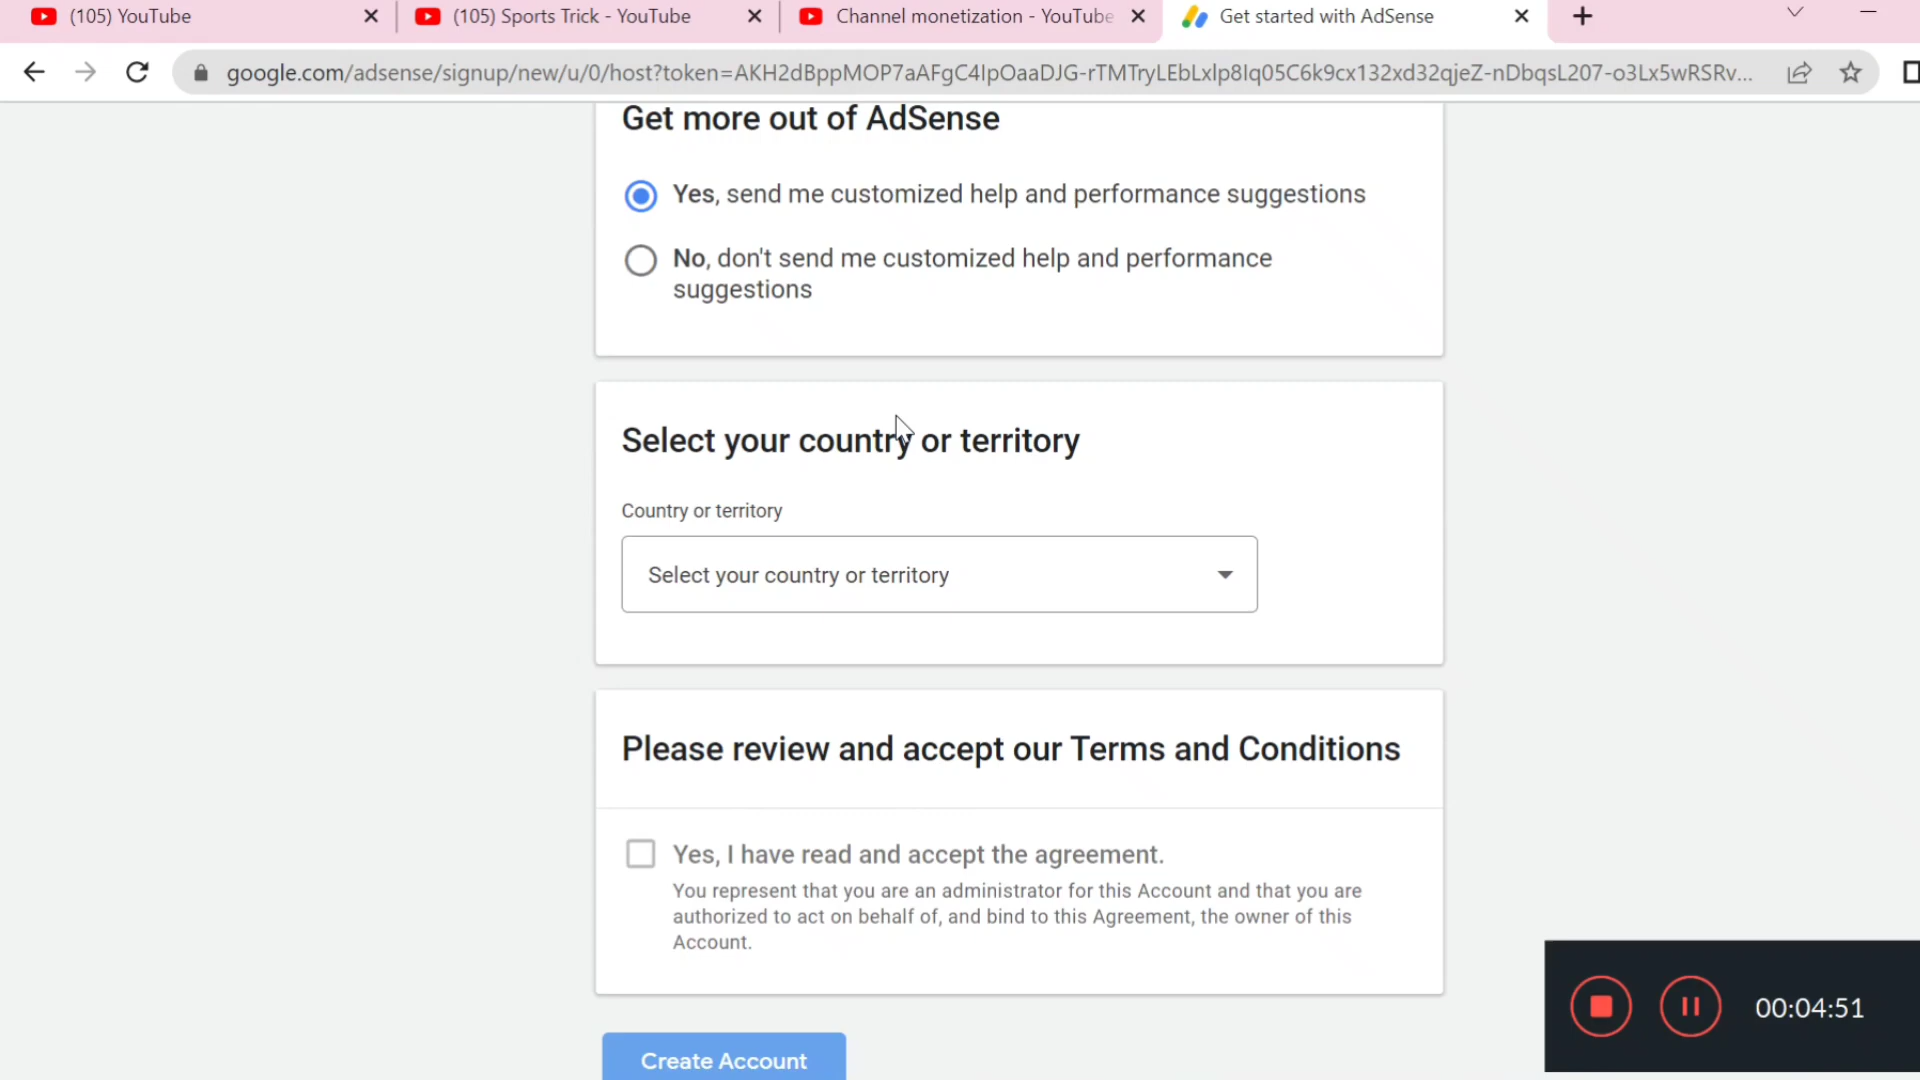 (105) YouTube
(105) Sports Trick - YouTube
Channel monetization - YouTube
Get started with AdSense
google.com/adsense/signup/new/u/0/host?token=AKH2dBppMOP7aAFgC4IpOaaDJG-rTMTryLEbLxlp8Iq05C6k9cx132xd32qjeZ-nDbqsL207-o3Lx5wRSRv...
Get more out of AdSense
Yes, send me customized help and performance suggestions
No, don't send me customized help and performance
suggestions
Select your country or territory
Country or territory
Select your country or territory
Please review and accept our Terms and Conditions
Yes, I have read and accept the agreement.
You represent that you are an administrator for this Account and that you are
authorized to act on behalf of, and bind to this Agreement, the owner of this
Account.
Create Account
00:04:51